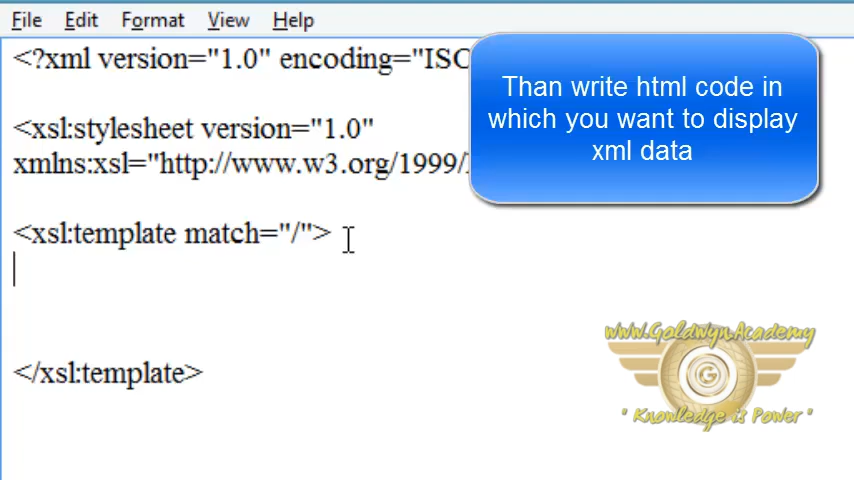 File Edit Format View Help
<?xml version="1.0" encoding="ISC
<xsl:stylesheet version="1.0"
xmlns:xsl="http://www.w3.org/1999/
<xsl:template match="/">
</xsl:template>
Than write html code in
which you want to display
xml data
www.GoldwynAcademy
G
" Knowledge is Power "